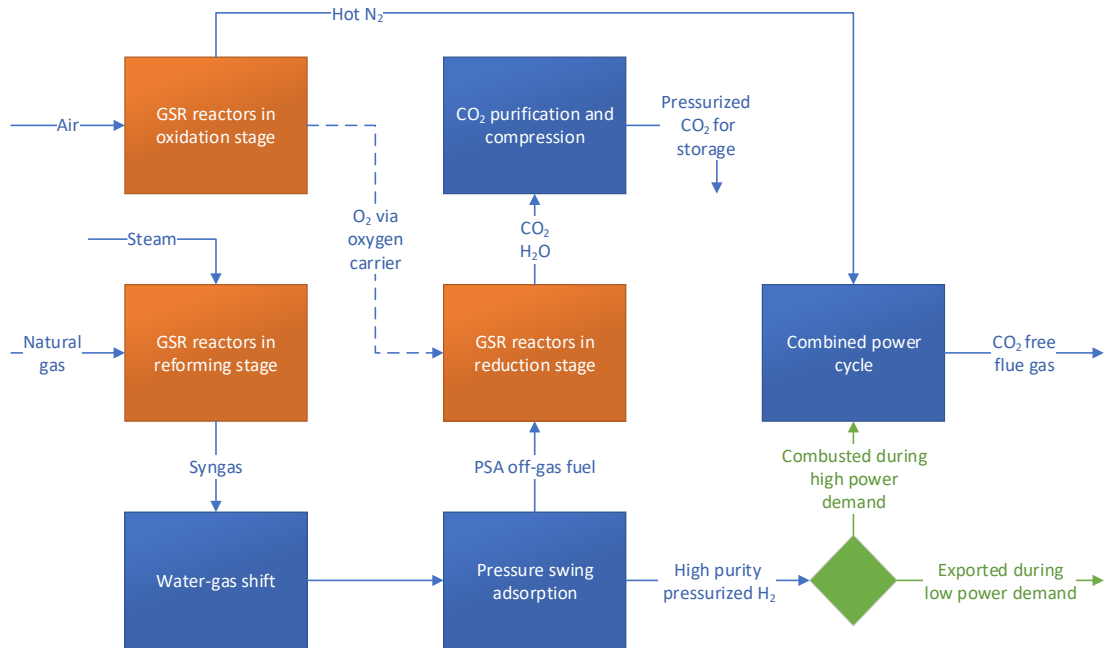 Hot N₂
Air
GSR reactors in
oxidation stage
CO₂ purification and
compression
Pressurized
CO₂ for
storage
O₂ via
oxygen
carrier
CO₂
H₂O
Steam
Natural
gas
GSR reactors in
reforming stage
GSR reactors in
reduction stage
Combined power
cycle
CO₂ free
flue gas
Syngas
PSA off-gas fuel
Combusted during
high power
demand
Water-gas shift
Pressure swing
adsorption
High purity
pressurized H₂
Exported during
low power demand